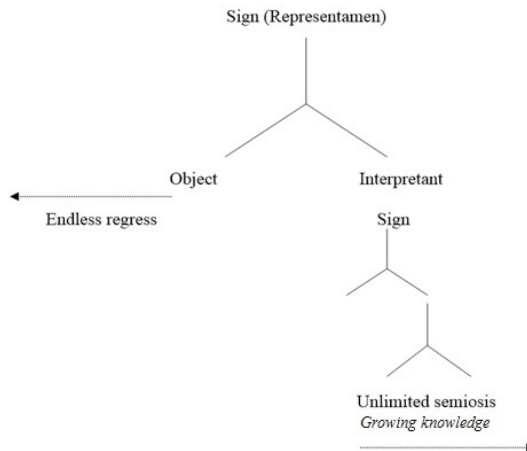 Sign (Representamen)
Object
Interpretant
Endless regress
Sign
Unlimited semiosis
Growing knowledge